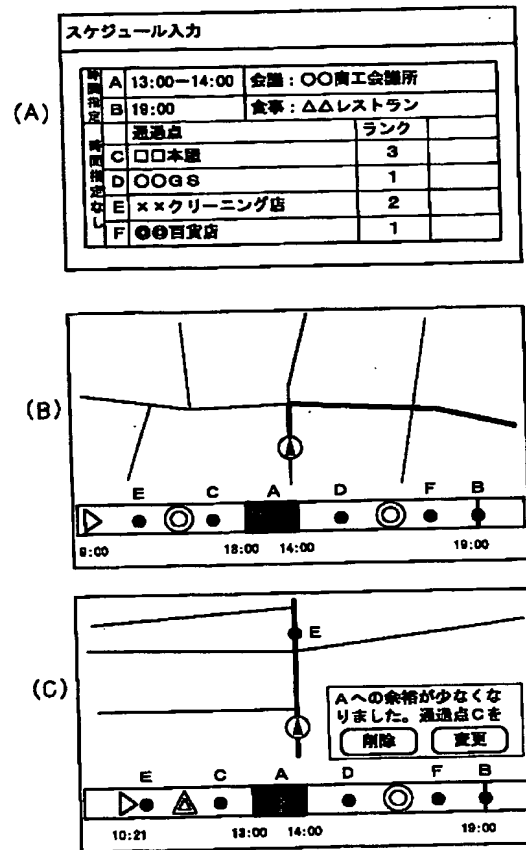 スケジュール入力
(A)
時間指定
A 13:00-14:00 会議：〇〇商工会議所
B 19:00 食事：△△レストラン
時間指定なし
通過点 ランク
C □□本屋 3
D 〇〇GS 1
E ××クリーニング店 2
F ◎◎百貨店 1
(B)
E C A D F B
9:00 13:00 14:00 19:00
(C)
E
Aへの余裕が少なくな
りました。通過点Cを
削除 変更
E C A D F B
10:21 13:00 14:00 19:00